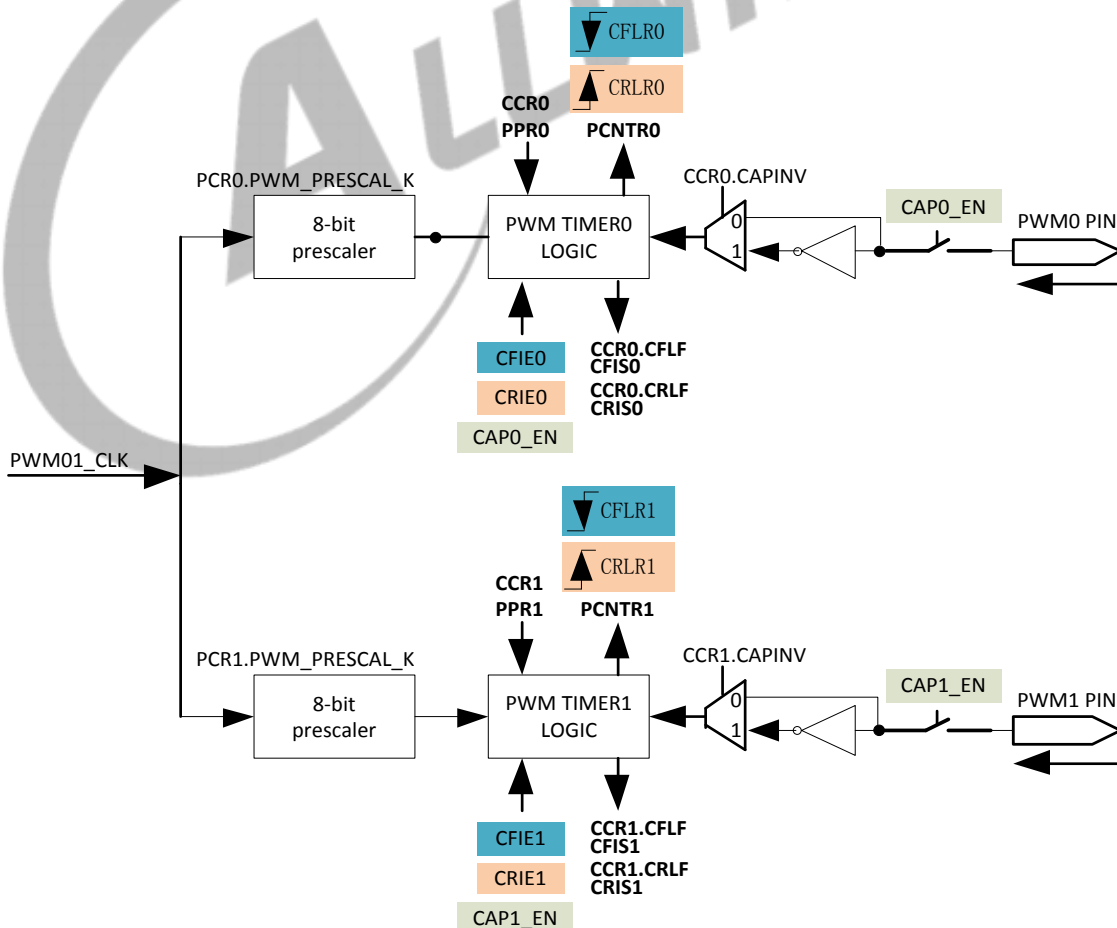 ALLWIN
CFLR0
CRLR0
CCR0
PPR0
PCNTR0
PCR0.PWM_PRESCAL_K
CCR0.CAPINV
8-bit
prescaler
PWM TIMER0
LOGIC
0
1
CAP0_EN
PWM0 PIN
CFIE0
CRIE0
CAP0_EN
CCR0.CFLF
CFIS0
CCR0.CRLF
CRIS0
PWM01_CLK
CFLR1
CRLR1
CCR1
PPR1
PCNTR1
PCR1.PWM_PRESCAL_K
CCR1.CAPINV
8-bit
prescaler
PWM TIMER1
LOGIC
0
1
CAP1_EN
PWM1 PIN
CFIE1
CRIE1
CAP1_EN
CCR1.CFLF
CFIS1
CCR1.CRLF
CRIS1